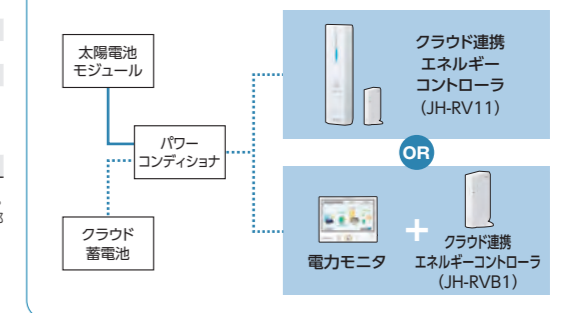 太陽電池
モジュール
パワー
コンディショナ
クラウド
蓄電池
クラウド連携
エネルギー
コントローラ
(JH-RV11)
OR
電力モニタ
+
クラウド連携
エネルギーコントローラ
(JH-RVB1)